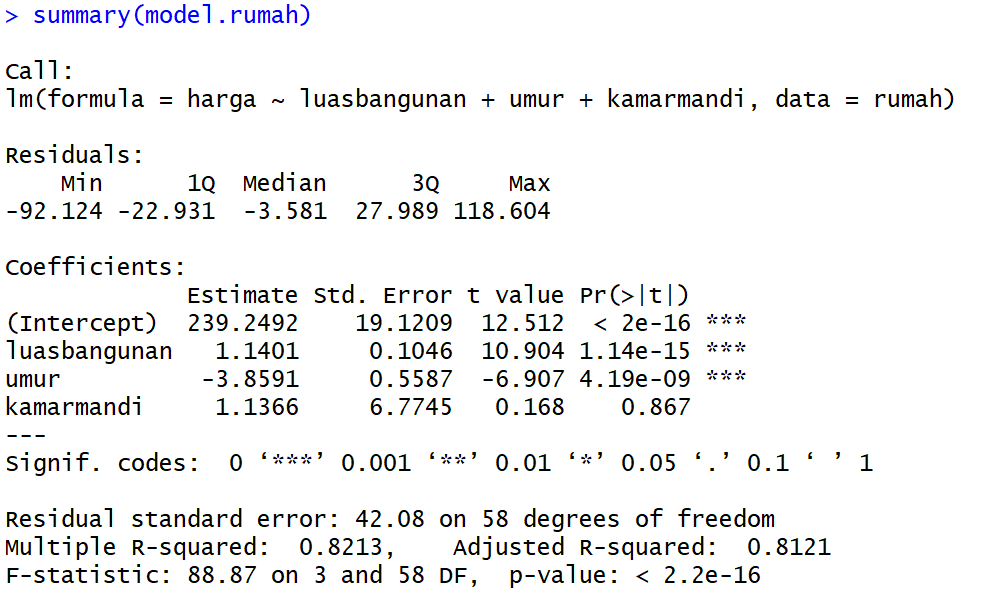 > summary(model.rumah)

Call:
lm(formula = harga ~ luasbangunan + umur + kamarmandi, data = rumah)

Residuals:
    Min      1Q  Median      3Q     Max
-92.124 -22.931  -3.581  27.989 118.604

Coefficients:
             Estimate Std. Error t value Pr(>|t|)
(Intercept)  239.2492    19.1209  12.512  < 2e-16 ***
luasbangunan   1.1401     0.1046  10.904 1.14e-15 ***
umur          -3.8591     0.5587  -6.907 4.19e-09 ***
kamarmandi     1.1366     6.7745   0.168    0.867
---
Signif. codes:  0 ‘***’ 0.001 ‘**’ 0.01 ‘*’ 0.05 ‘.’ 0.1 ‘ ’ 1

Residual standard error: 42.08 on 58 degrees of freedom
Multiple R-squared:  0.8213,    Adjusted R-squared:  0.8121
F-statistic: 88.87 on 3 and 58 DF,  p-value: < 2.2e-16